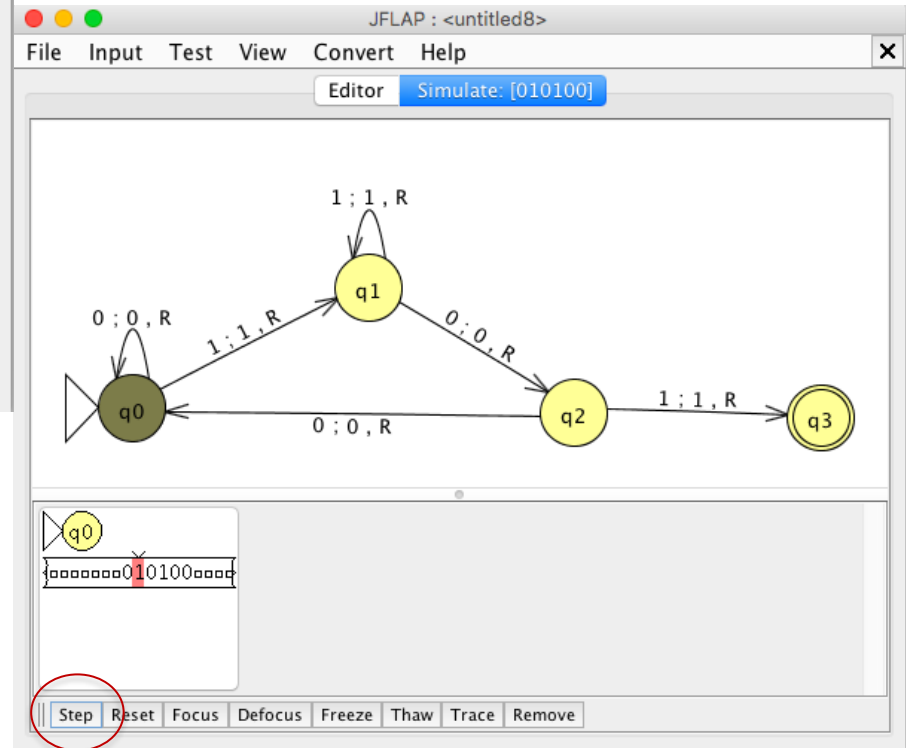 JFLAP : <untitled8>
File Input Test View Convert Help
Editor Simulate: [010100]
1 ; 1 , R
q1
0 ; 0 , R
1 ; 1 , R
0 ; 0 , R
q0
0 ; 0 , R
q2
1 ; 1 , R
q3
q0
□□□□□□□010100□□□□
Step Reset Focus Defocus Freeze Thaw Trace Remove